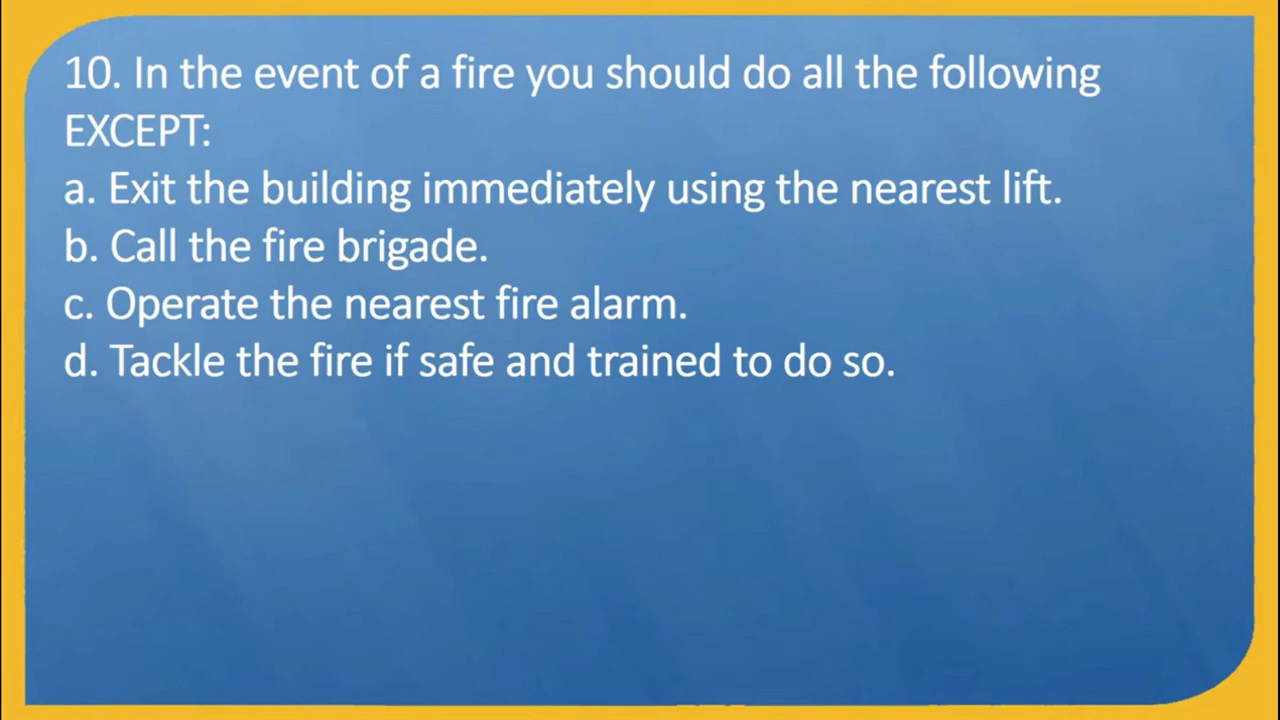 10. In the event of a fire you should do all the following
EXCEPT:
a. Exit the building immediately using the nearest lift.
b. Call the fire brigade.
c. Operate the nearest fire alarm.
d. Tackle the fire if safe and trained to do so.